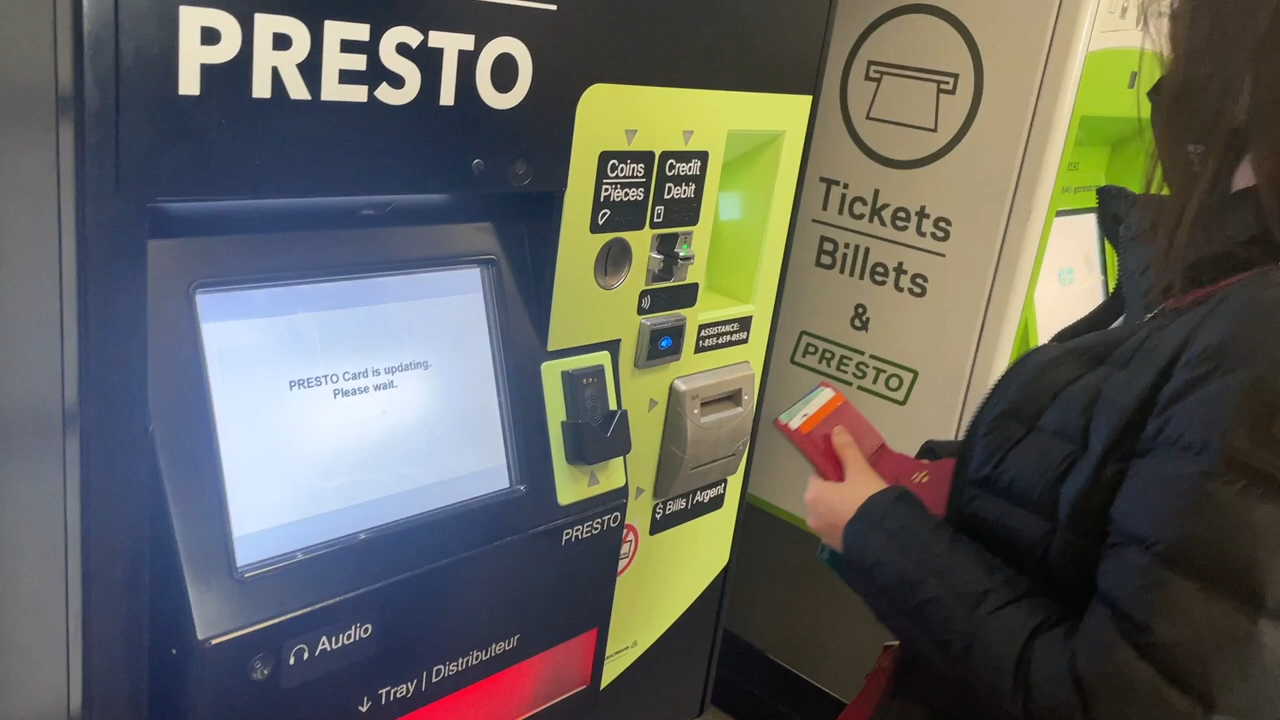 PRESTO
Coins
Pièces
Credit
Debit
ASSISTANCE:
1-855-659-0550
PRESTO Card is updating.
Please wait.
$ Bills | Argent
PRESTO
Audio
↓ Tray | Distributeur
Tickets
Billets
&
PRESTO